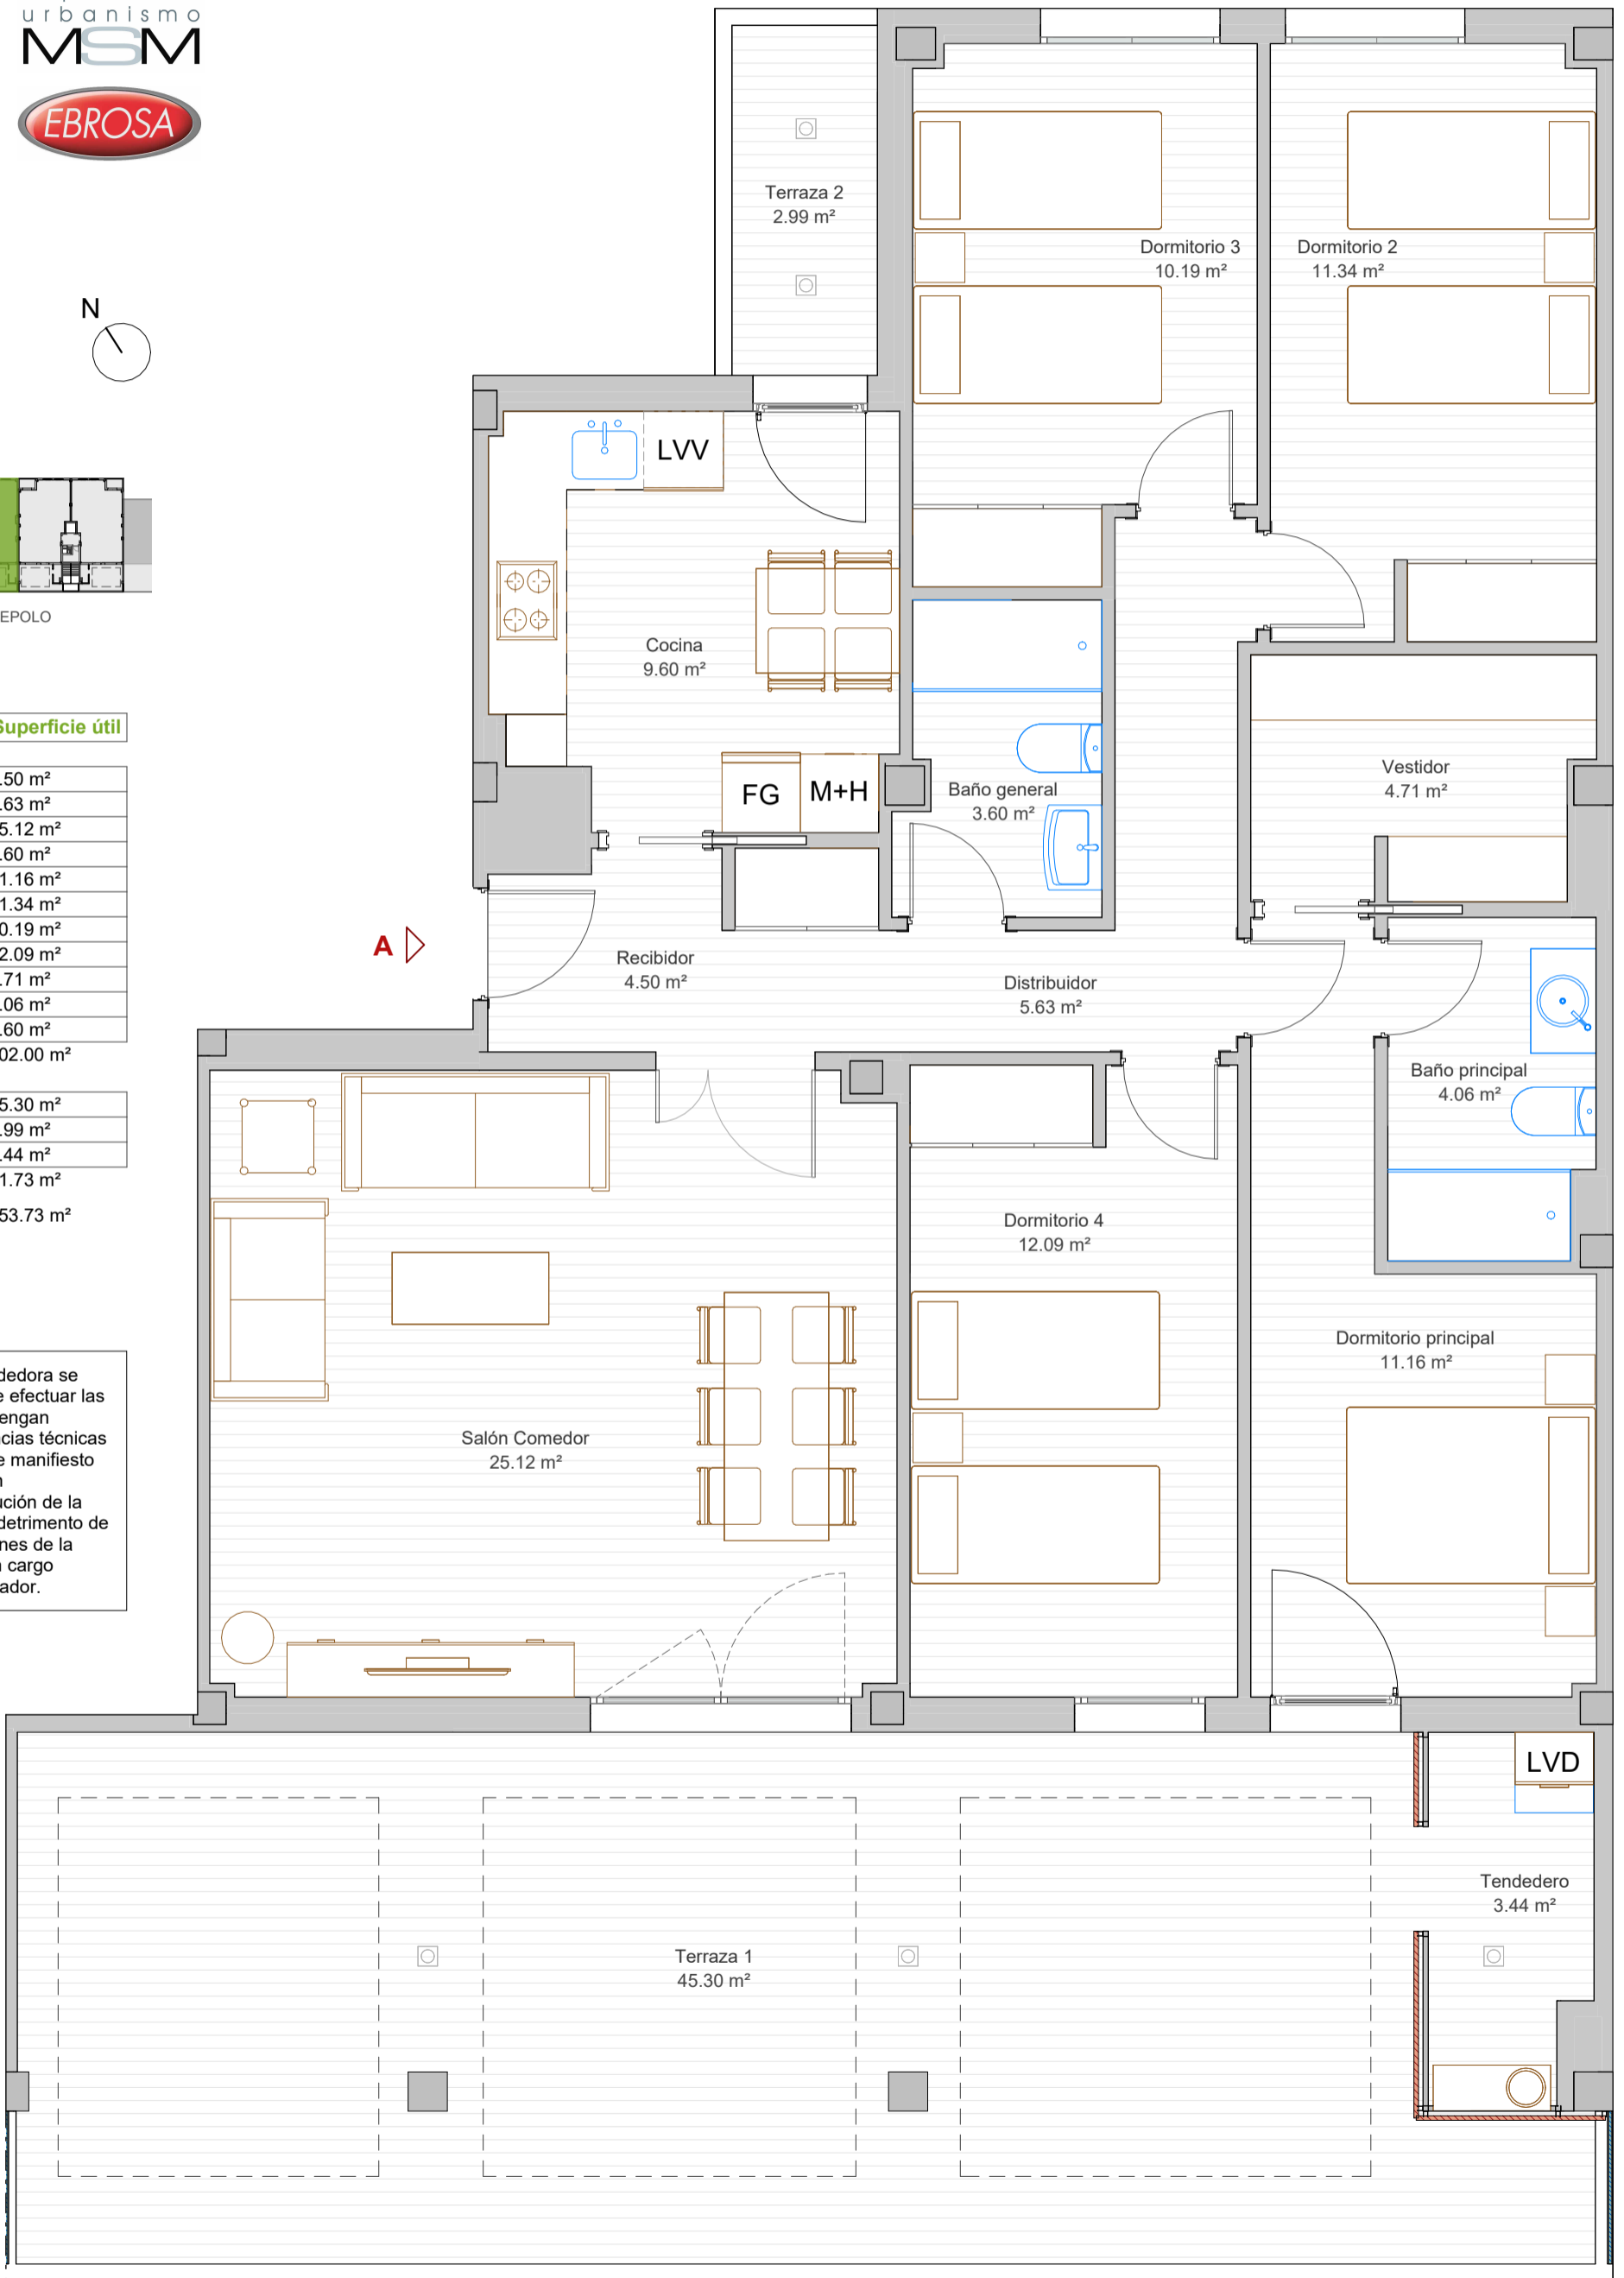 urbanismo
MSM
EBROSA
N
EPOLO
Superficie útil
.50 m²
.63 m²
5.12 m²
.60 m²
1.16 m²
1.34 m²
0.19 m²
2.09 m²
.71 m²
.06 m²
.60 m²
02.00 m²
5.30 m²
.99 m²
.44 m²
1.73 m²
53.73 m²
dedora se
e efectuar las
engan
ncias técnicas
e manifiesto
n
ución de la
detrimento de
nes de la
n cargo
ador.
Terraza 2
2.99 m²
Dormitorio 3
10.19 m²
Dormitorio 2
11.34 m²
LVV
Cocina
9.60 m²
FG
M+H
Baño general
3.60 m²
Vestidor
4.71 m²
A
Recibidor
4.50 m²
Distribuidor
5.63 m²
Baño principal
4.06 m²
Dormitorio 4
12.09 m²
Dormitorio principal
11.16 m²
Salón Comedor
25.12 m²
LVD
Tendedero
3.44 m²
Terraza 1
45.30 m²